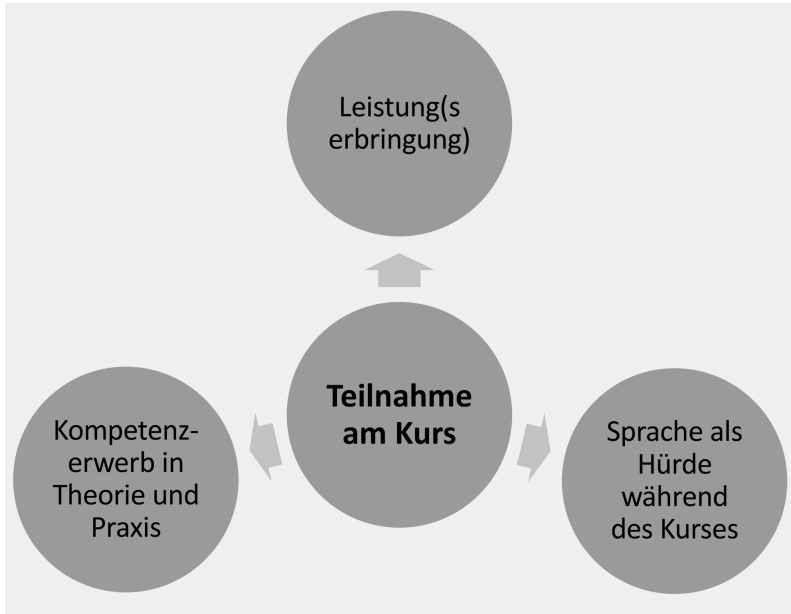 Leistung(s
erbringung)
Teilnahme
am Kurs
Kompetenz-
erwerb in
Theorie und
Praxis
Sprache als
Hürde
während
des Kurses